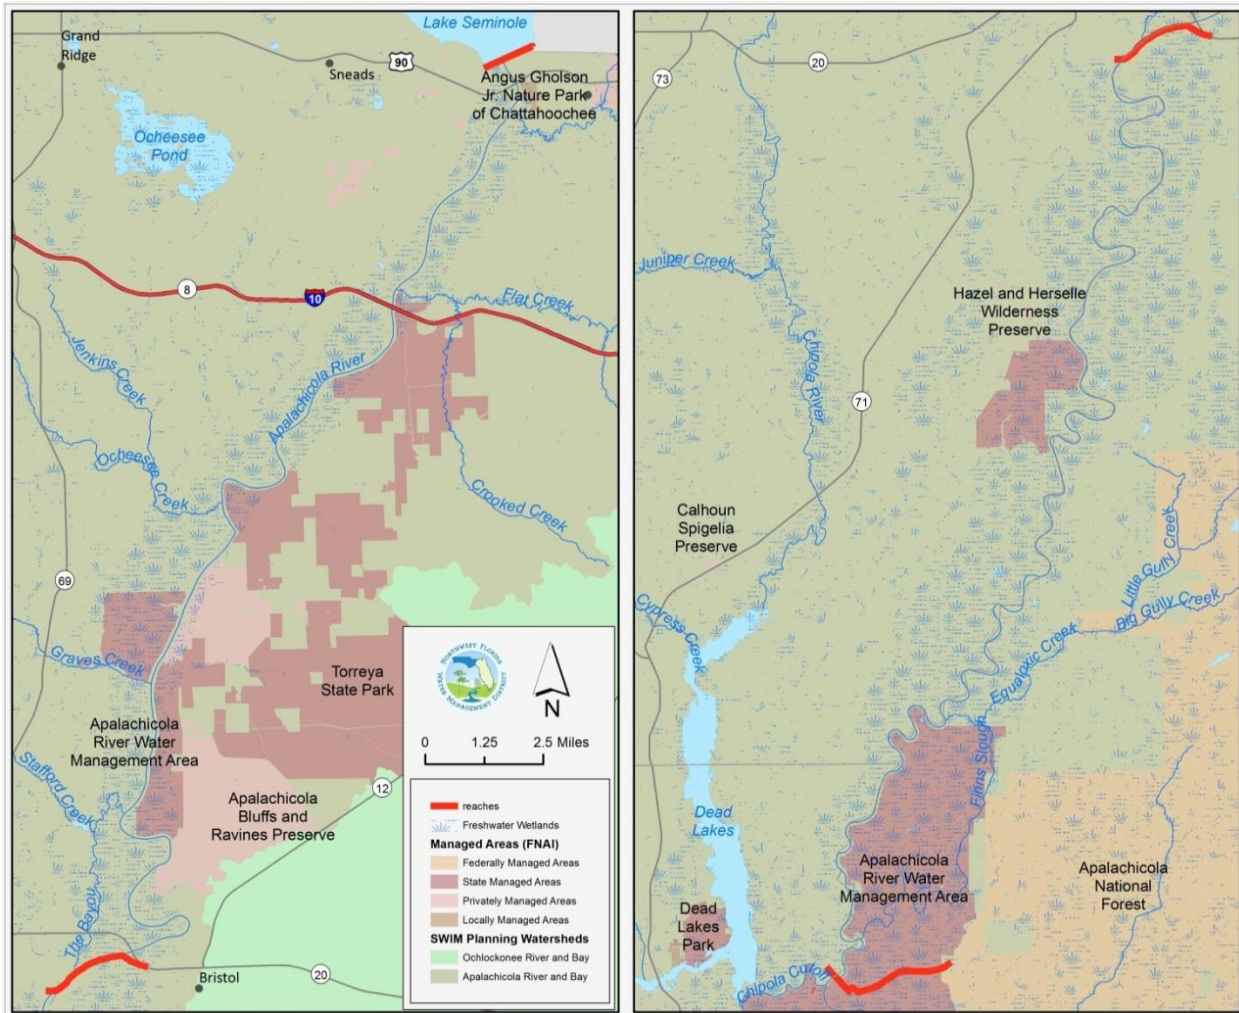 Lake Seminole
Grand
Ridge
90
Sneads
Angus Gholson
Jr. Nature Park
of Chattahoochee
Ocheesee
Pond
8
10
Flat Creek
Jenkins Creek
Apalachicola River
Ocheesee Creek
Crooked Creek
69
Graves Creek
Torreya
State Park
Apalachicola
River Water
Management Area
Stafford Creek
Apalachicola
Bluffs and
Ravines Preserve
12
The Bayou
Bristol
20
NORTHWEST FLORIDA
WATER MANAGEMENT DISTRICT
N
0 1.25 2.5 Miles
reaches
Freshwater Wetlands
Managed Areas (FNAI)
Federally Managed Areas
State Managed Areas
Privately Managed Areas
Locally Managed Areas
SWIM Planning Watersheds
Ochlockonee River and Bay
Apalachicola River and Bay
20
73
Juniper Creek
Hazel and Herselle
Wilderness
Preserve
Chipola River
71
Calhoun
Spigelia
Preserve
Little Gully Creek
Big Gully Creek
Cypress Creek
Equaloxic Creek
Finns Slough
Dead
Lakes
Apalachicola
River Water
Management Area
Apalachicola
National
Forest
Dead
Lakes
Park
Chipola Cutoff